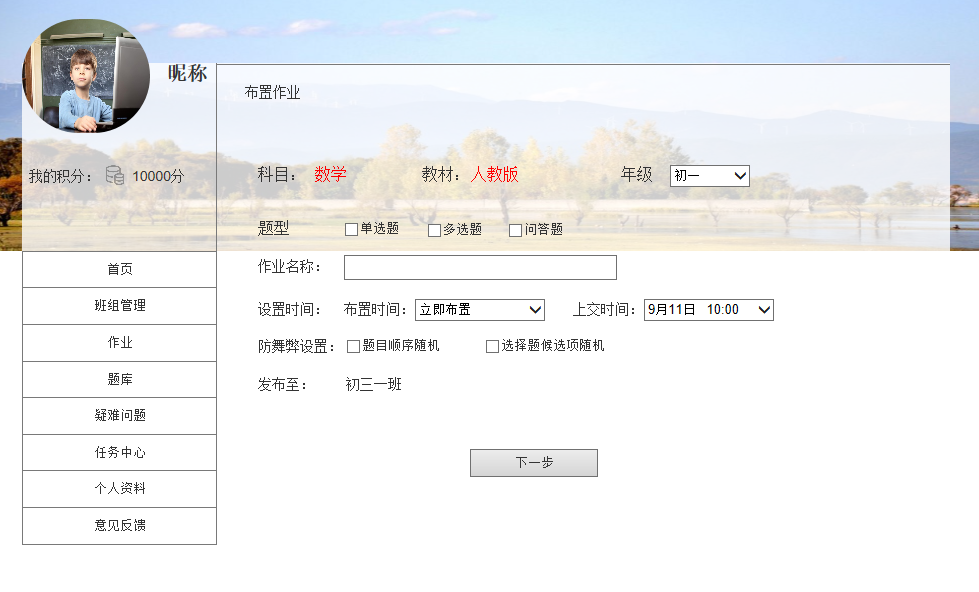 昵称
布置作业
我的积分： 10000分
科目： 数学 教材：人教版 年级 初一
题型 单选题 多选题 问答题
作业名称：
设置时间： 布置时间：立即布置 上交时间：9月11日 10:00
防舞弊设置： 题目顺序随机 选择题候选项随机
发布至： 初三一班
下一步
首页
班组管理
作业
题库
疑难问题
任务中心
个人资料
意见反馈